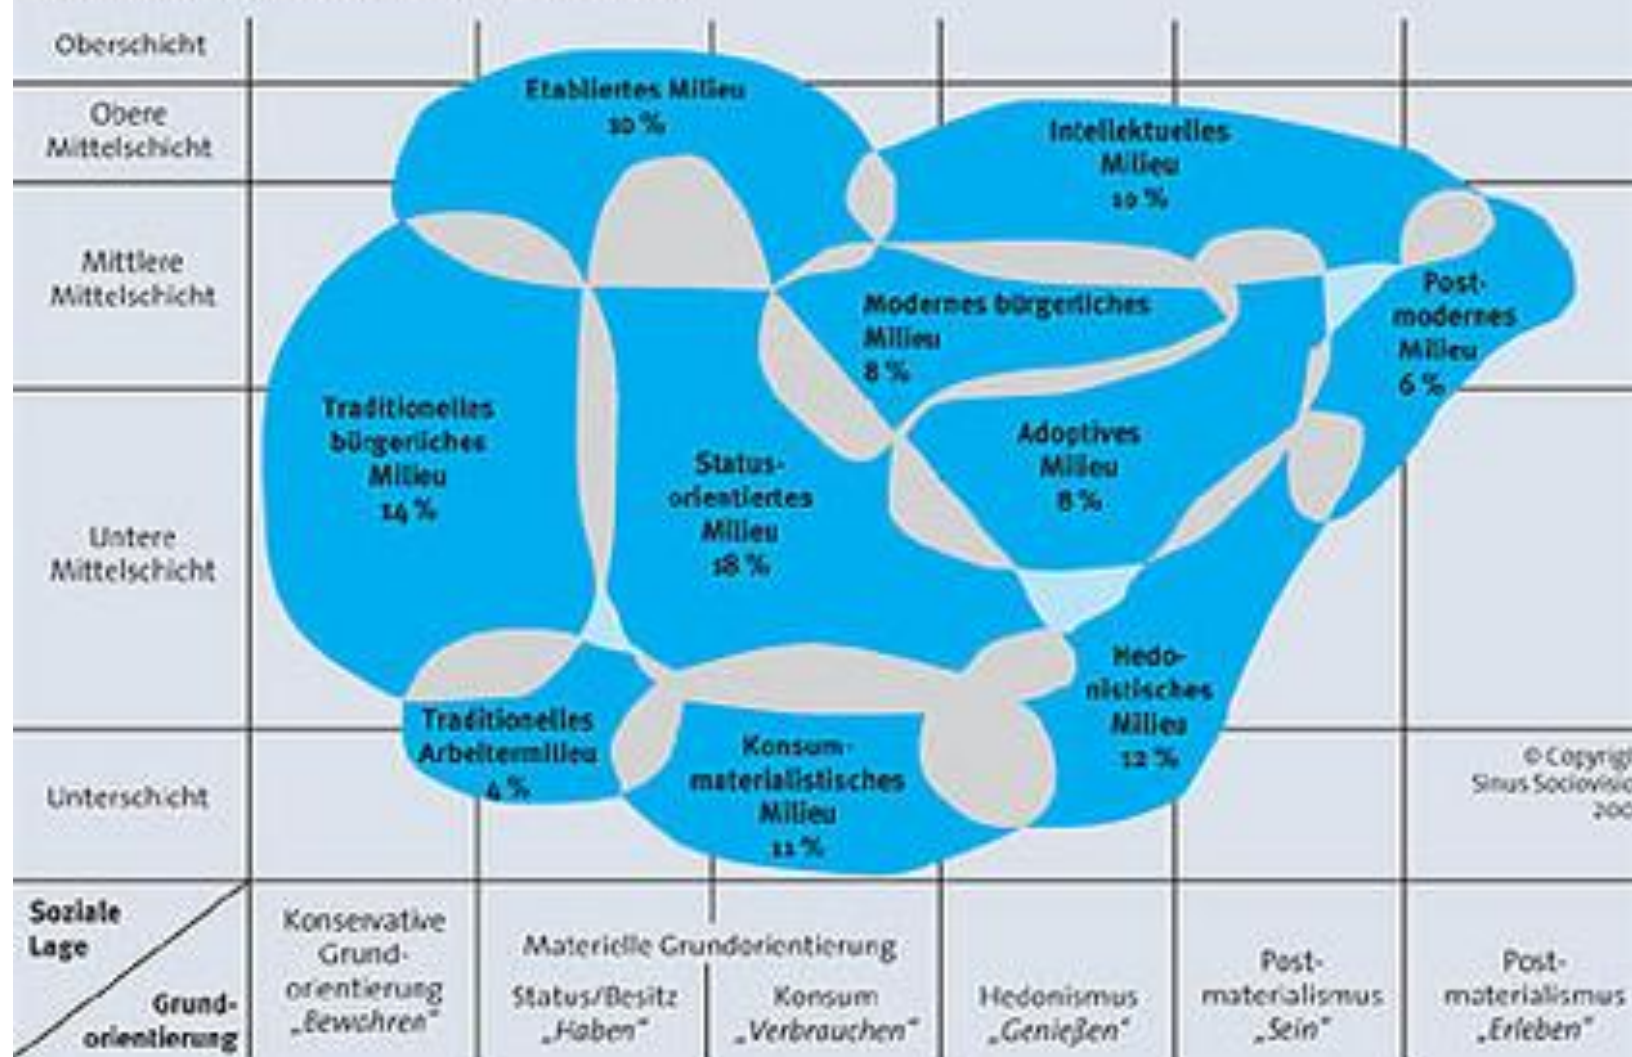 Oberschicht
Obere
Mittelschicht
Mittlere
Mittelschicht
Untere
Mittelschicht
Unterschicht
Etabliertes Milieu
10 %
Intellektuelles
Milieu
10 %
Modernes bürgerliches
Milieu
8 %
Post-
modernes
Milieu
6 %
Traditionelles
bürgerliches
Milieu
14 %
Status-
orientiertes
Milieu
18 %
Adoptives
Milieu
8 %
Hedo-
nistisches
Milieu
12 %
Traditionelles
Arbeitermilieu
4 %
Konsum-
materialistisches
Milieu
11 %
© Copyrigh
Sinus Sociovisio
200
Soziale
Lage
Grund-
orientierung
Konservative
Grund-
orientierung
„Bewahren“
Materielle Grundorientierung
Status/Besitz
„Haben“
Konsum
„Verbrauchen“
Hedonismus
„Genießen“
Post-
materialismus
„Sein“
Post-
materialismus
„Erleben“